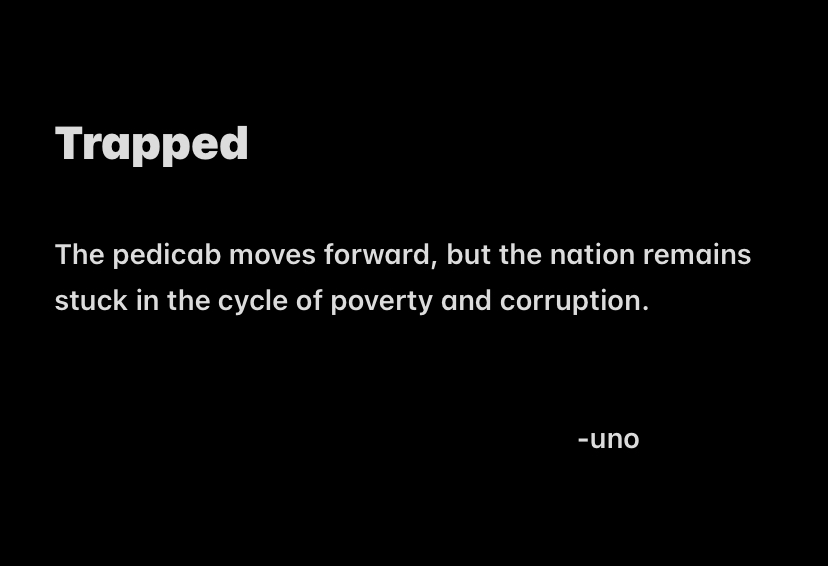 Trapped
The pedicab moves forward, but the nation remains
stuck in the cycle of poverty and corruption.
-uno